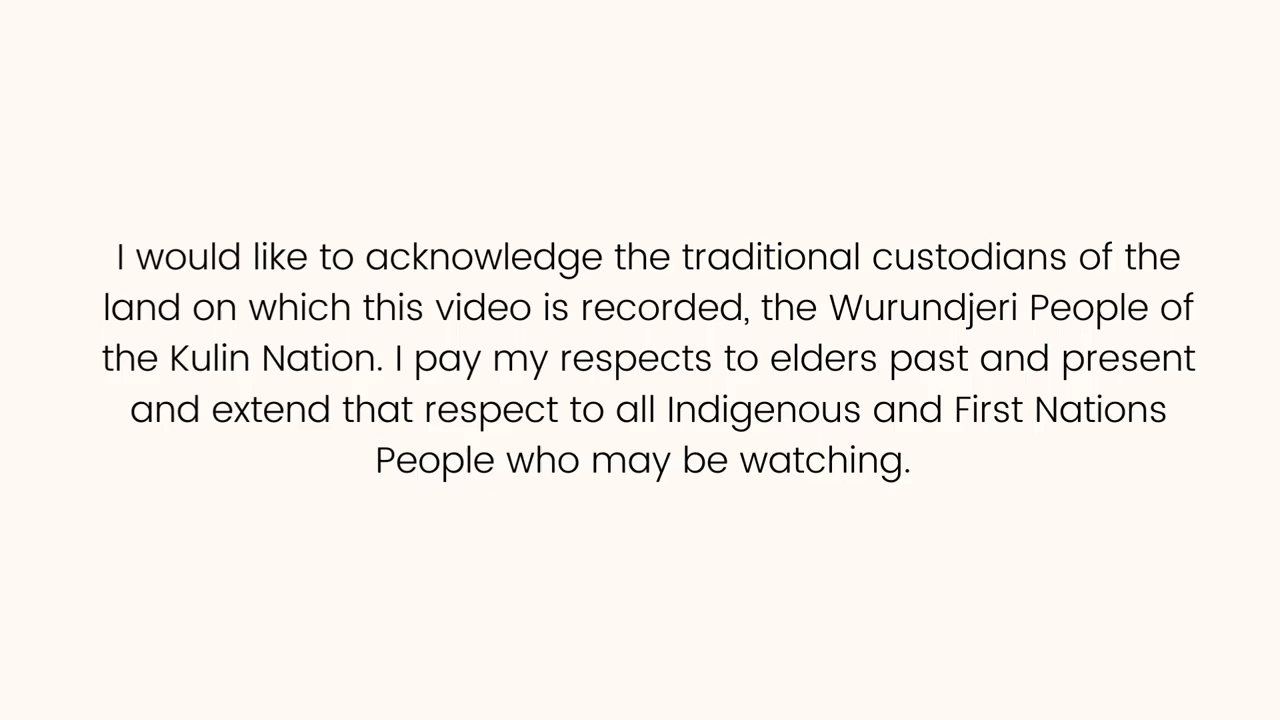 I would like to acknowledge the traditional custodians of the
land on which this video is recorded, the Wurundjeri People of
the Kulin Nation. I pay my respects to elders past and present
and extend that respect to all Indigenous and First Nations
People who may be watching.